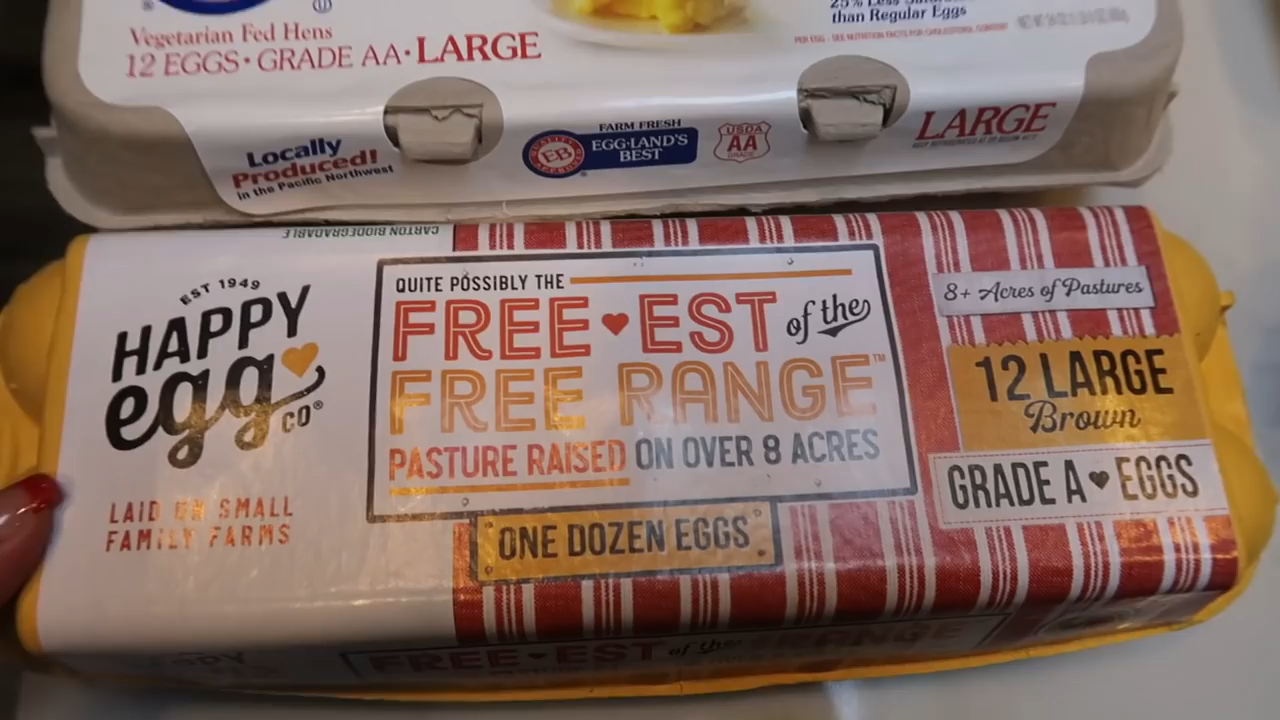 25% Less
than Regular Eggs
Vegetarian Fed Hens
12 EGGS • GRADE AA • LARGE
PER EGG - SEE NUTRITION FACTS FOR CHOLESTEROL CONTENT
Locally
Produced!
in the Pacific Northwest
EB
FARM FRESH
EGG•LAND'S
BEST
USDA
AA
GRADE
LARGE
KEEP REFRIGERATED AT OR BELOW 45°F
CARTON BIODEGRADABLE
EST 1949
HAPPY
egg
CO®
LAID ON SMALL
FAMILY FARMS
QUITE POSSIBLY THE
FREE♥EST of the
FREE RANGE™
PASTURE RAISED ON OVER 8 ACRES
ONE DOZEN EGGS
8+ Acres of Pastures
12 LARGE
Brown
GRADE A♥EGGS
FREE♥EST of the RANGE